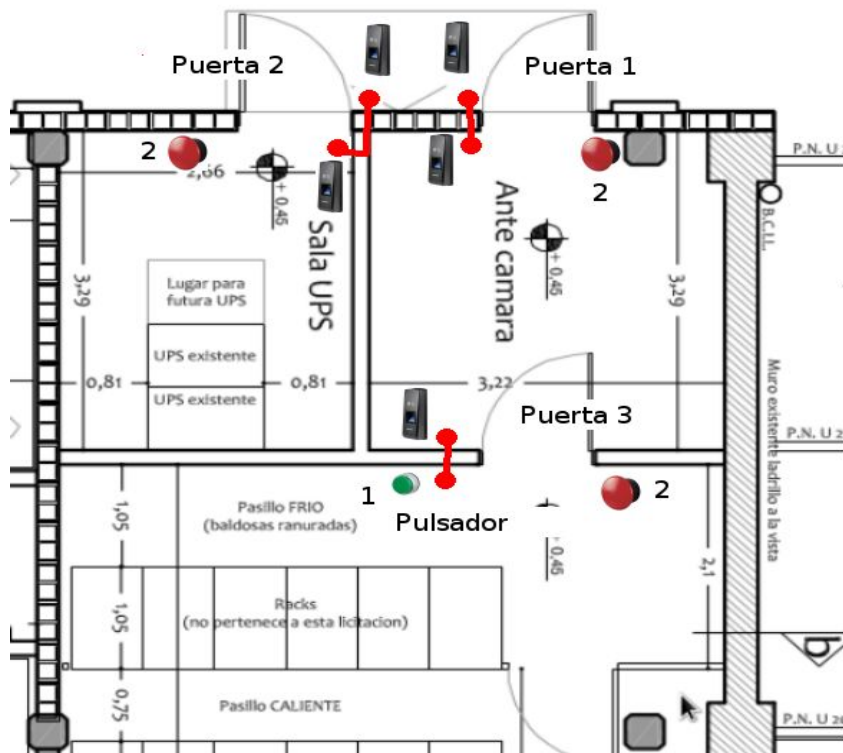 Puerta 2
Puerta 1
P.N. U
2
2,66
+ 0,45
2
B.C.I.I.
Sala UPS
Ante camara
+ 0,45
3,29
3,29
Lugar para
futura UPS
UPS existente
UPS existente
0,81
0,81
3,22
Puerta 3
Muro existente ladrillo a la vista
P.N. U 2
1
2
Pulsador
1,05
Pasillo FRIO
(baldosas ranuradas)
+ 0,45
2,1
1,05
Racks
(no pertenece a esta licitacion)
b
0,75
Pasillo CALIENTE
P.N. U 20